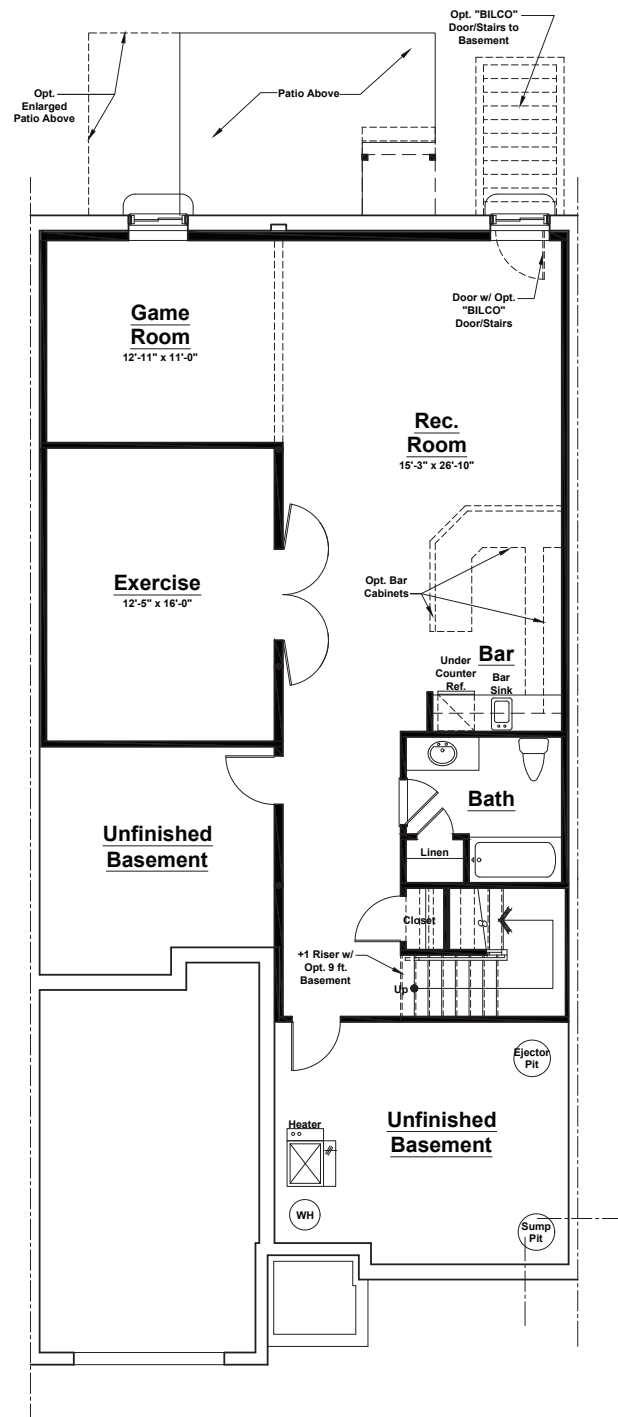 Opt. "BILCO"
Door/Stairs to
Basement
Opt.
Enlarged
Patio Above
Patio Above
Door w/ Opt.
"BILCO"
Door/Stairs
Game
Room
12'-11" x 11'-0"
Rec.
Room
15'-3" x 26'-10"
Exercise
12'-5" x 16'-0"
Opt. Bar
Cabinets
Bar
Under
Counter
Ref.
Bar
Sink
Bath
Unfinished
Basement
Linen
Closet
+1 Riser w/
Opt. 9 ft.
Basement
Up
Ejector
Pit
Heater
Unfinished
Basement
WH
Sump
Pit